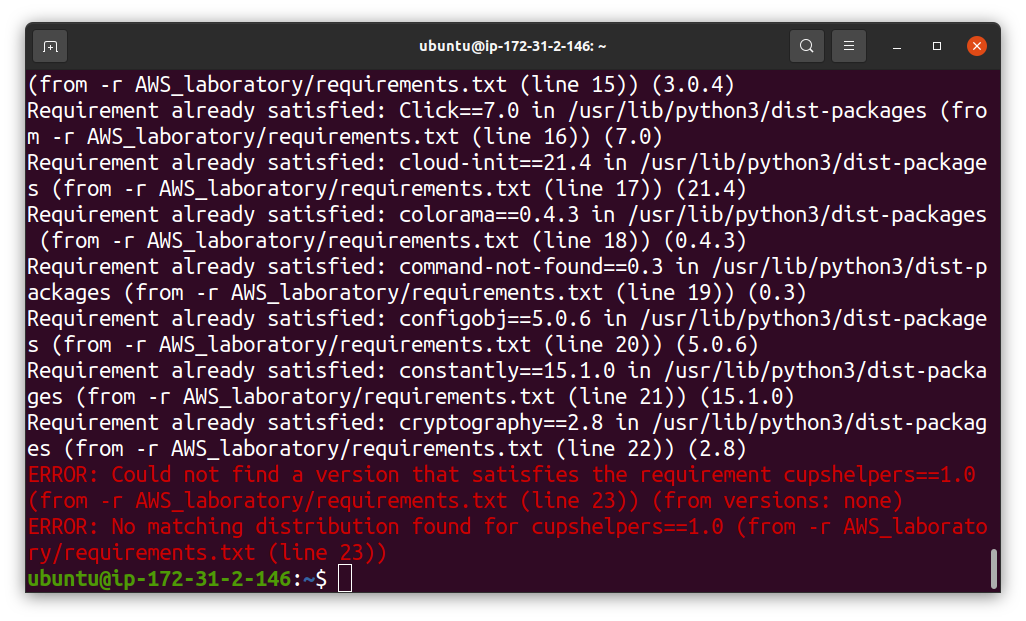 ubuntu@ip-172-31-2-146: ~
(from -r AWS_laboratory/requirements.txt (line 15)) (3.0.4)
Requirement already satisfied: Click==7.0 in /usr/lib/python3/dist-packages (fro
m -r AWS_laboratory/requirements.txt (line 16)) (7.0)
Requirement already satisfied: cloud-init==21.4 in /usr/lib/python3/dist-package
s (from -r AWS_laboratory/requirements.txt (line 17)) (21.4)
Requirement already satisfied: colorama==0.4.3 in /usr/lib/python3/dist-packages
 (from -r AWS_laboratory/requirements.txt (line 18)) (0.4.3)
Requirement already satisfied: command-not-found==0.3 in /usr/lib/python3/dist-p
ackages (from -r AWS_laboratory/requirements.txt (line 19)) (0.3)
Requirement already satisfied: configobj==5.0.6 in /usr/lib/python3/dist-package
s (from -r AWS_laboratory/requirements.txt (line 20)) (5.0.6)
Requirement already satisfied: constantly==15.1.0 in /usr/lib/python3/dist-packa
ges (from -r AWS_laboratory/requirements.txt (line 21)) (15.1.0)
Requirement already satisfied: cryptography==2.8 in /usr/lib/python3/dist-packag
es (from -r AWS_laboratory/requirements.txt (line 22)) (2.8)
ERROR: Could not find a version that satisfies the requirement cupshelpers==1.0
(from -r AWS_laboratory/requirements.txt (line 23)) (from versions: none)
ERROR: No matching distribution found for cupshelpers==1.0 (from -r AWS_laborato
ry/requirements.txt (line 23))
ubuntu@ip-172-31-2-146:~$